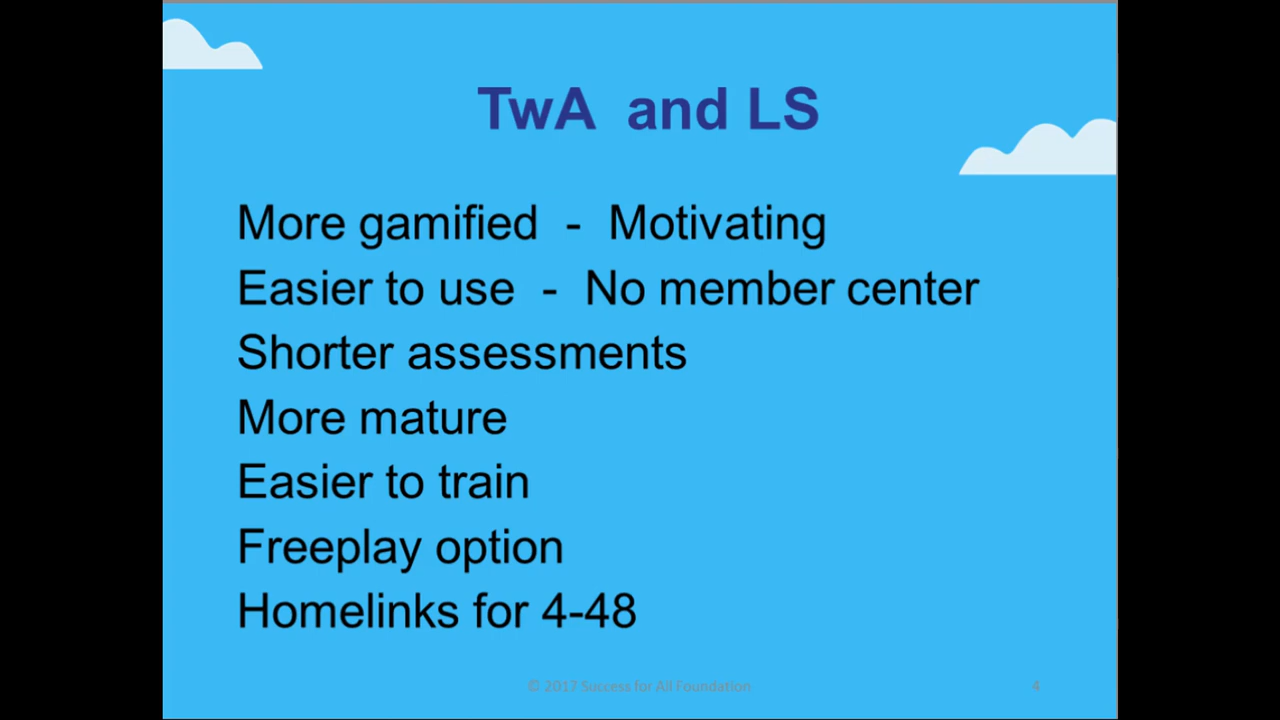 TwA and LS
More gamified - Motivating
Easier to use - No member center
Shorter assessments
More mature
Easier to train
Freeplay option
Homelinks for 4-48
© 2017 Success for All Foundation
4